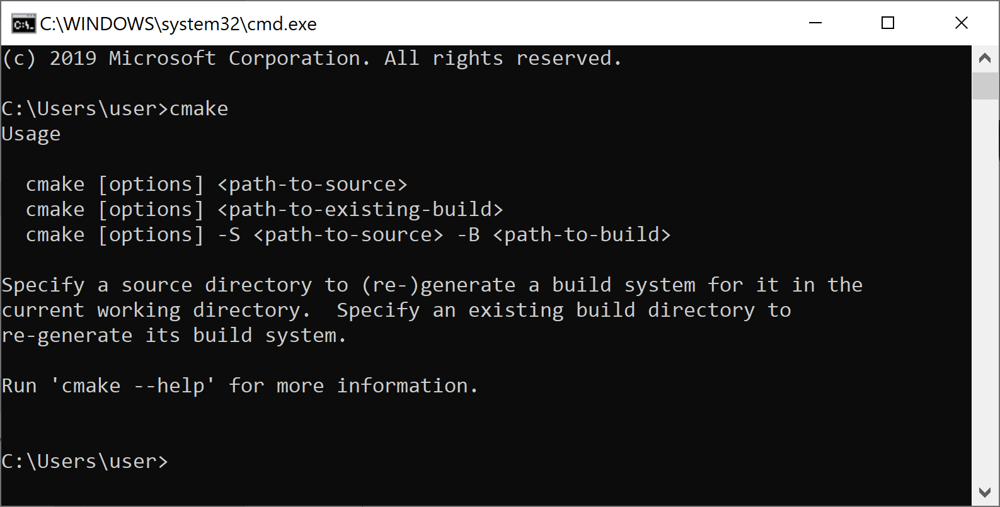 C:\WINDOWS\system32\cmd.exe
(c) 2019 Microsoft Corporation. All rights reserved.
C:\Users\user>cmake
Usage
cmake [options] <path-to-source>
cmake [options] <path-to-existing-build>
cmake [options] -S <path-to-source> -B <path-to-build>
Specify a source directory to (re-)generate a build system for it in the
current working directory.  Specify an existing build directory to
re-generate its build system.
Run 'cmake --help' for more information.
C:\Users\user>